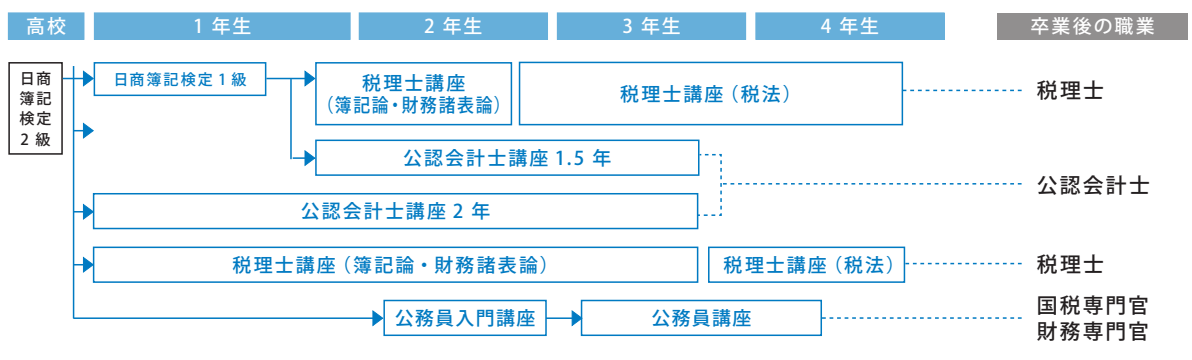 高校
1 年生
2 年生
3 年生
4 年生
卒業後の職業
日商
簿記
検定
2 級
日商簿記検定 1 級
税理士講座
（簿記論・財務諸表論）
税理士講座（税法）
税理士
公認会計士講座 1.5 年
公認会計士
公認会計士講座 2 年
税理士講座（簿記論・財務諸表論）
税理士講座（税法）
税理士
公務員入門講座
公務員講座
国税専門官
財務専門官